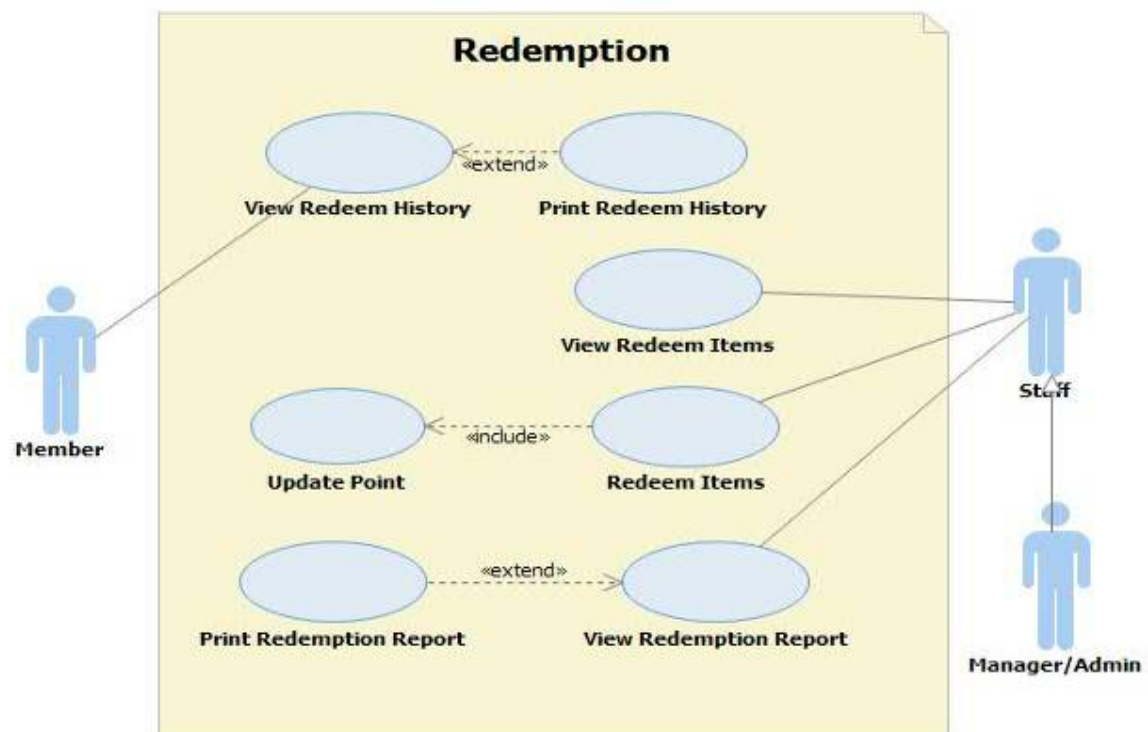 Redemption
«extend»
View Redeem History
Print Redeem History
View Redeem Items
Member
Staff
«include»
Update Point
Redeem Items
«extend»
Print Redemption Report
View Redemption Report
Manager/Admin